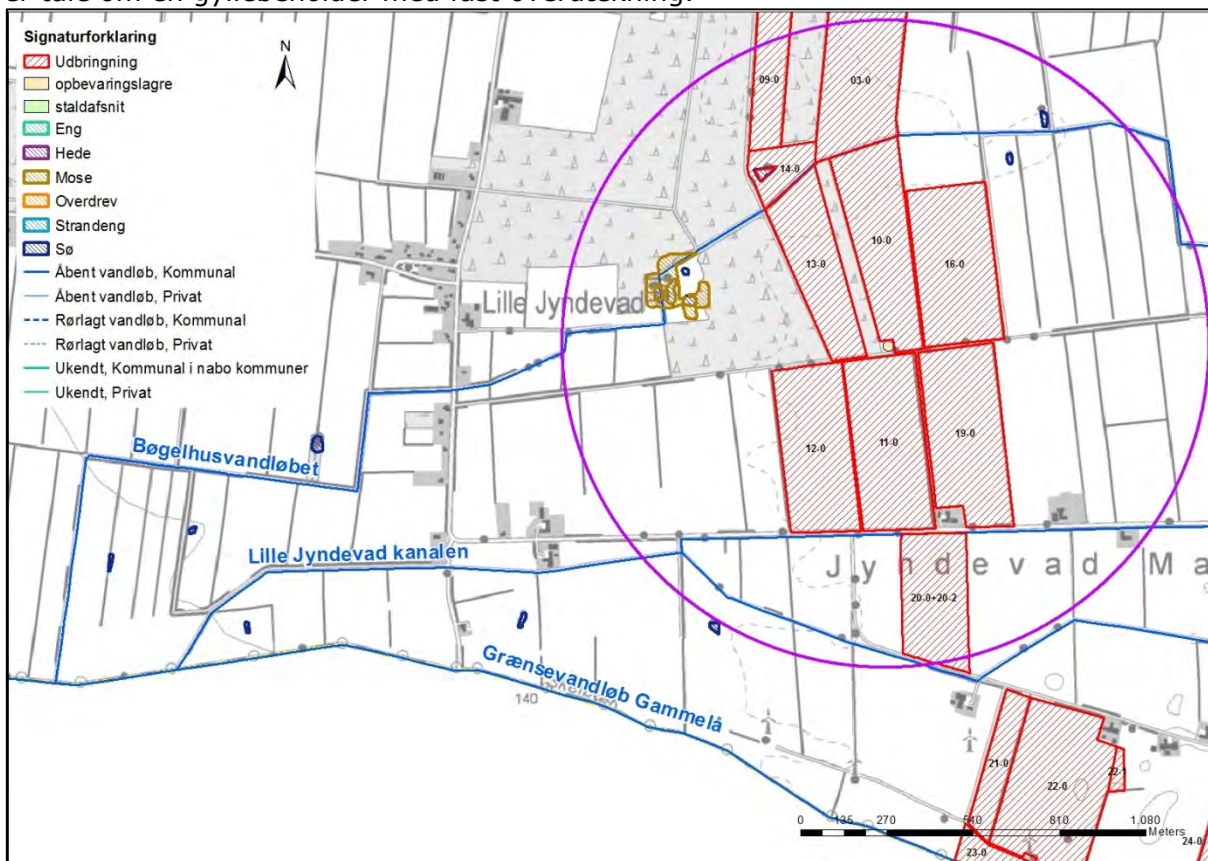 er tale om en gyllebeholder med fast overdækning.
Signaturforklaring
Udbringning
opbevaringslagre
staldafsnit
Eng
Hede
Mose
Overdrev
Strandeng
Sø
Åbent vandløb, Kommunal
Åbent vandløb, Privat
Rørlagt vandløb, Kommunal
Rørlagt vandløb, Privat
Ukendt, Kommunal i nabo kommuner
Ukendt, Privat
N
09-0
03-0
14-0
10-0
13-0
16-0
Lille Jyndevad
12-0
11-0
19-0
Bøgelhusvandløbet
Lille Jyndevad kanalen
Jyndevad Ma
20-0+20-2
Grænsevandløb Gammelå
140
21-0
22-0
22-1
23-0
24-0
0 135 270 540 810 1.080
Meters